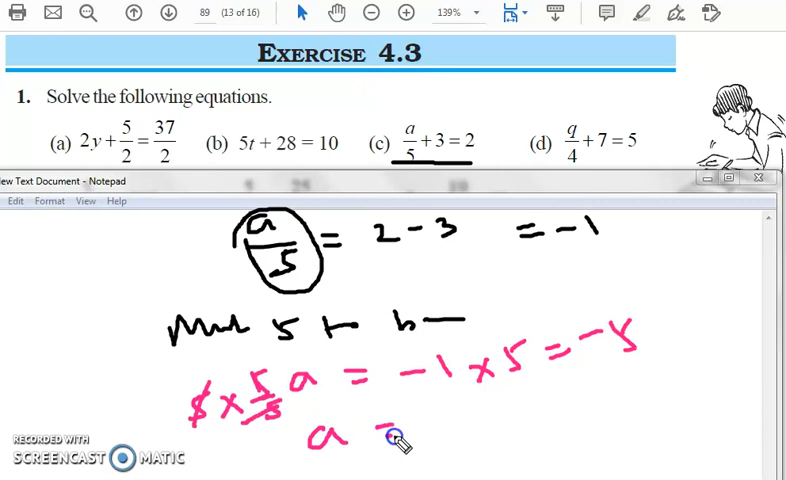 89 (13 of 16) 139%
EXERCISE 4.3
1. Solve the following equations.
(a) 2y + 5/2 = 37/2 (b) 5t + 28 = 10 (c) a/5 + 3 = 2 (d) q/4 + 7 = 5
ew Text Document - Notepad
Edit Format View Help
a/5 = 2 - 3 = -1
5
5 × 5/5 a = -1 × 5 = -5
a =
RECORDED WITH
SCREENCAST MATIC